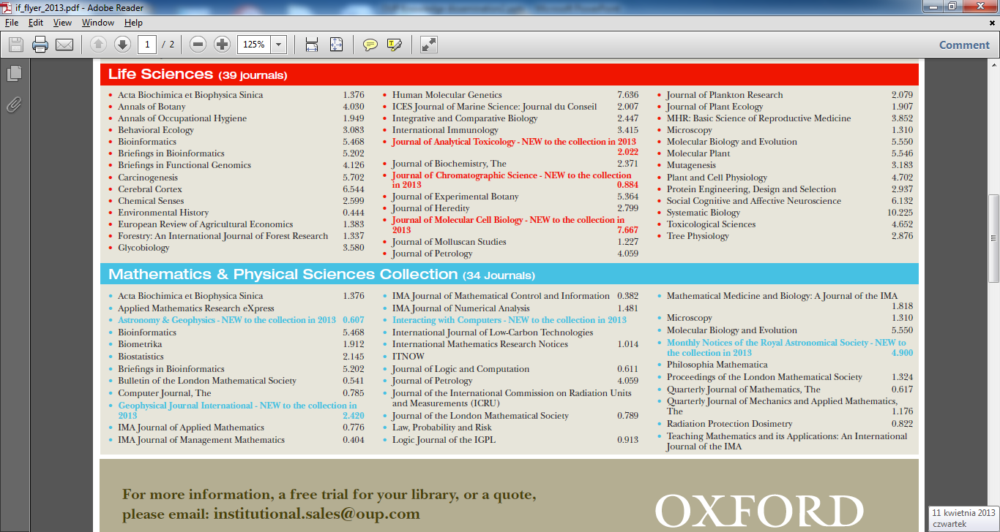 if_flyer_2013.pdf - Adobe Reader
File Edit View Window Help
1 / 2 125% Comment
Life Sciences (39 journals)
Acta Biochimica et Biophysica Sinica 1.376
Annals of Botany 4.030
Annals of Occupational Hygiene 1.949
Behavioral Ecology 3.083
Bioinformatics 5.468
Briefings in Bioinformatics 5.202
Briefings in Functional Genomics 4.126
Carcinogenesis 5.702
Cerebral Cortex 6.544
Chemical Senses 2.599
Environmental History 0.444
European Review of Agricultural Economics 1.383
Forestry: An International Journal of Forest Research 1.337
Glycobiology 3.580
Human Molecular Genetics 7.636
ICES Journal of Marine Science: Journal du Conseil 2.007
Integrative and Comparative Biology 2.447
International Immunology 3.415
Journal of Analytical Toxicology - NEW to the collection in 2013
2.022
Journal of Biochemistry, The 2.371
Journal of Chromatographic Science - NEW to the collection
in 2013 0.884
Journal of Experimental Botany 5.364
Journal of Heredity 2.799
Journal of Molecular Cell Biology - NEW to the collection in
2013 7.667
Journal of Molluscan Studies 1.227
Journal of Petrology 4.059
Journal of Plankton Research 2.079
Journal of Plant Ecology 1.907
MHR: Basic Science of Reproductive Medicine 3.852
Microscopy 1.310
Molecular Biology and Evolution 5.550
Molecular Plant 5.546
Mutagenesis 3.183
Plant and Cell Physiology 4.702
Protein Engineering, Design and Selection 2.937
Social Cognitive and Affective Neuroscience 6.132
Systematic Biology 10.225
Toxicological Sciences 4.652
Tree Physiology 2.876
Mathematics & Physical Sciences Collection (34 Journals)
Acta Biochimica et Biophysica Sinica 1.376
Applied Mathematics Research eXpress
Astronomy & Geophysics - NEW to the collection in 2013 0.607
Bioinformatics 5.468
Biometrika 1.912
Biostatistics 2.145
Briefings in Bioinformatics 5.202
Bulletin of the London Mathematical Society 0.541
Computer Journal, The 0.785
Geophysical Journal International - NEW to the collection in
2013 2.420
IMA Journal of Applied Mathematics 0.776
IMA Journal of Management Mathematics 0.404
IMA Journal of Mathematical Control and Information 0.382
IMA Journal of Numerical Analysis 1.481
Interacting with Computers - NEW to the collection in 2013
International Journal of Low-Carbon Technologies
International Mathematics Research Notices 1.014
ITNOW
Journal of Logic and Computation 0.611
Journal of Petrology 4.059
Journal of the International Commission on Radiation Units
and Measurements (ICRU)
Journal of the London Mathematical Society 0.789
Law, Probability and Risk
Logic Journal of the IGPL 0.913
Mathematical Medicine and Biology: A Journal of the IMA
1.818
Microscopy 1.310
Molecular Biology and Evolution 5.550
Monthly Notices of the Royal Astronomical Society - NEW to
the collection in 2013 4.900
Philosophia Mathematica
Proceedings of the London Mathematical Society 1.324
Quarterly Journal of Mathematics, The 0.617
Quarterly Journal of Mechanics and Applied Mathematics,
The 1.176
Radiation Protection Dosimetry 0.822
Teaching Mathematics and its Applications: An International
Journal of the IMA
For more information, a free trial for your library, or a quote,
please email: institutional.sales@oup.com
OXFORD
11 kwietnia 2013
czwartek